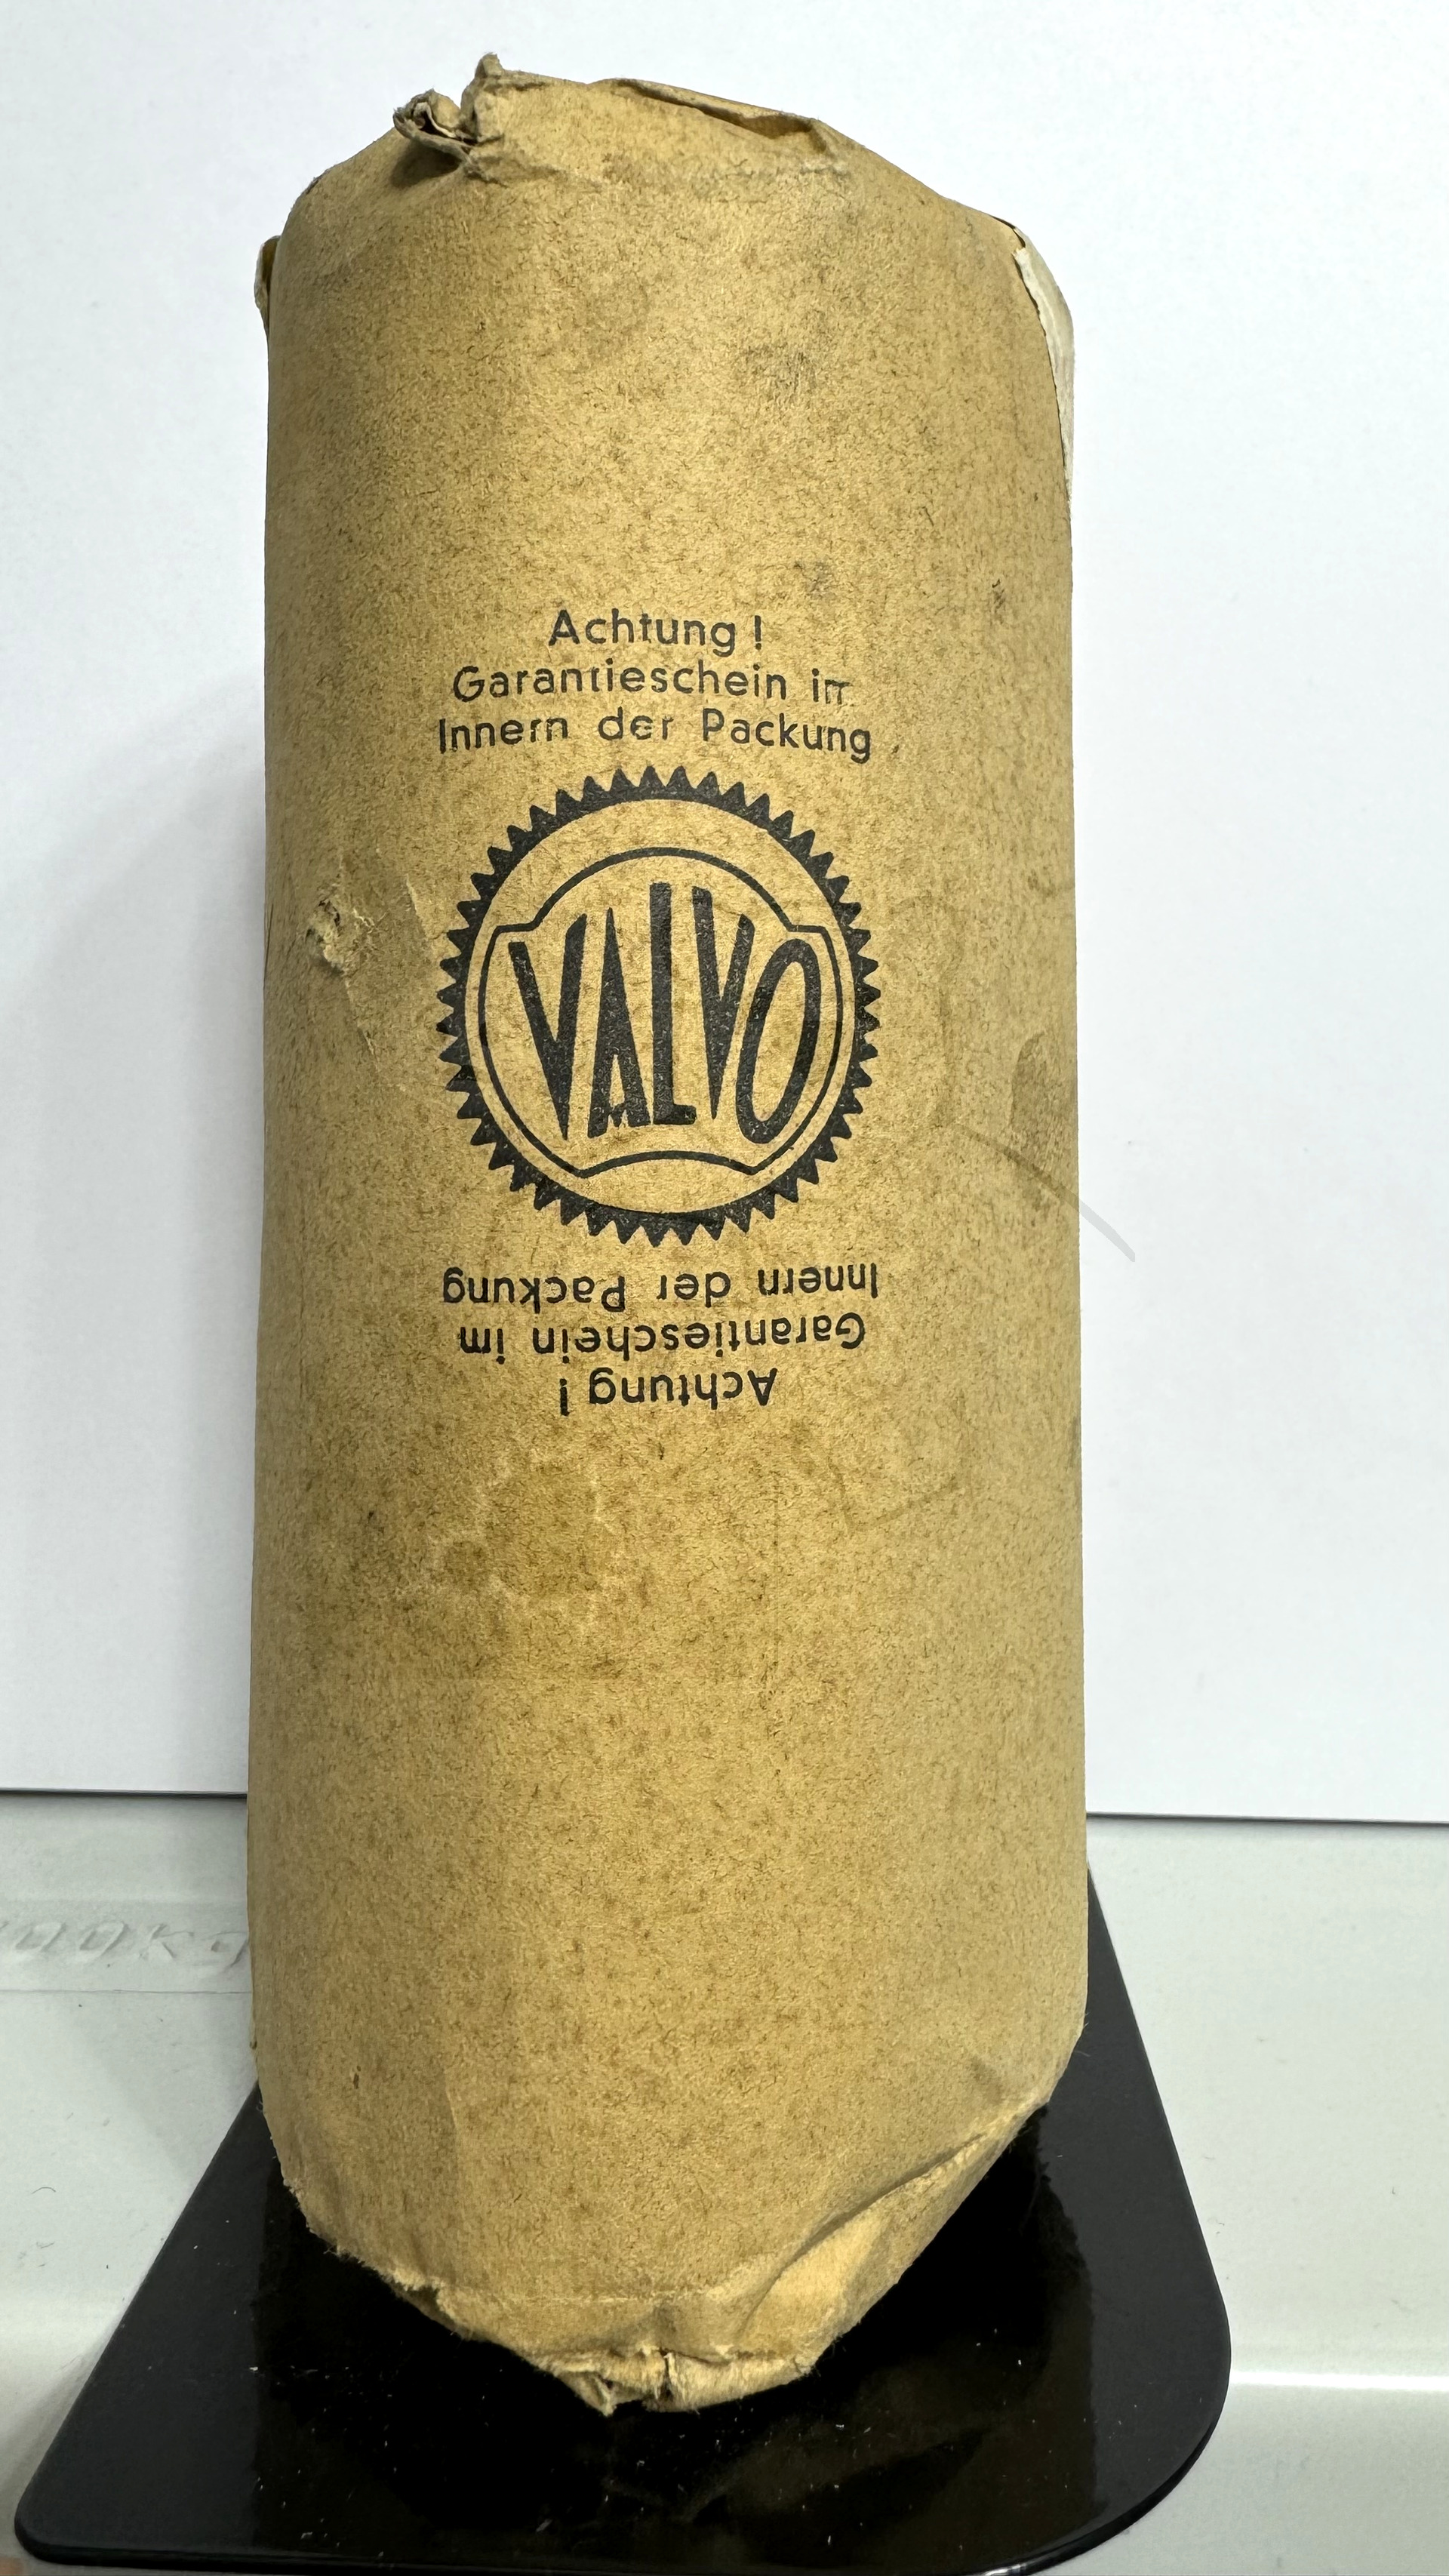 Achtung!
Garantieschein im
Innern der Packung
VALVO
Innern der Packung
Garantieschein im
Achtung!